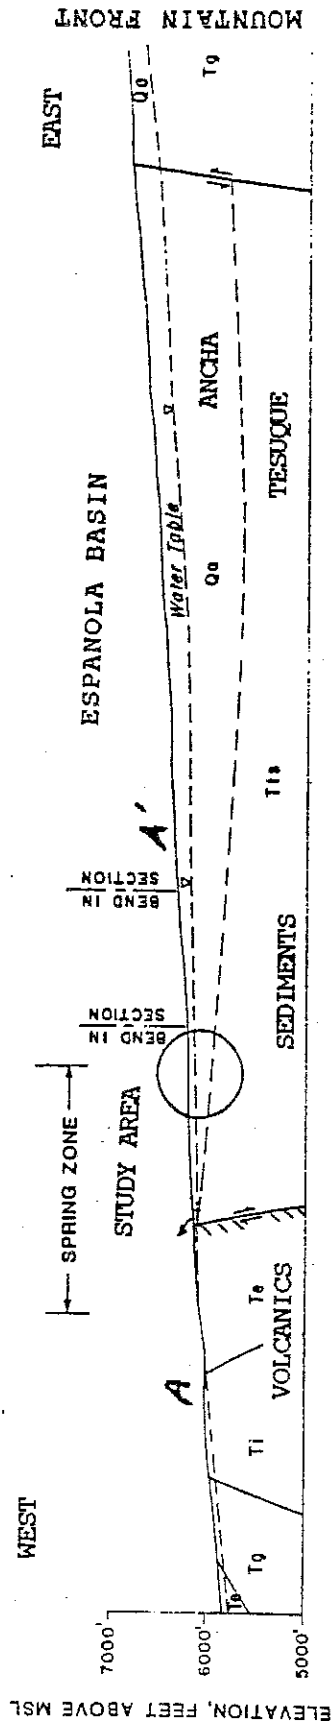 WEST
EAST
SPRING ZONE
STUDY AREA
BEND IN
SECTION
BEND IN
SECTION
ESPANOLA BASIN
A
A'
MOUNTAIN FRONT
ELEVATION, FEET ABOVE MSL
7000'
6000'
5000'
Water Table
ANCHA
Qa
Qa
Tg
TESUQUE
Tts
SEDIMENTS
VOLCANICS
Te
Ti
Tg